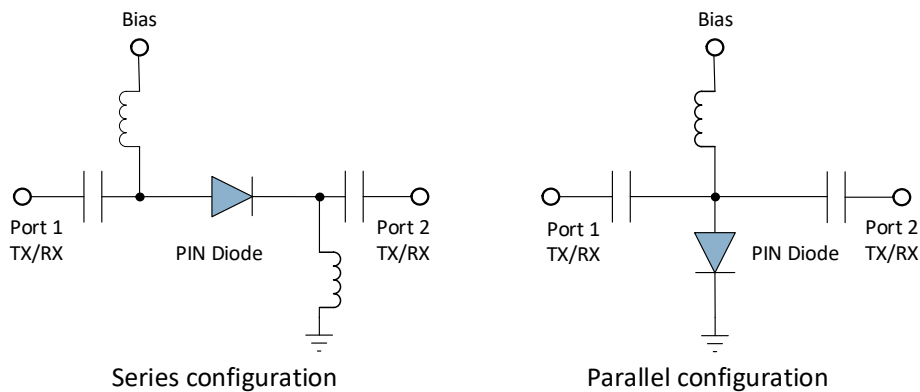 Bias
Port 1
TX/RX
PIN Diode
Port 2
TX/RX
Series configuration
Bias
Port 1
TX/RX
PIN Diode
Port 2
TX/RX
Parallel configuration